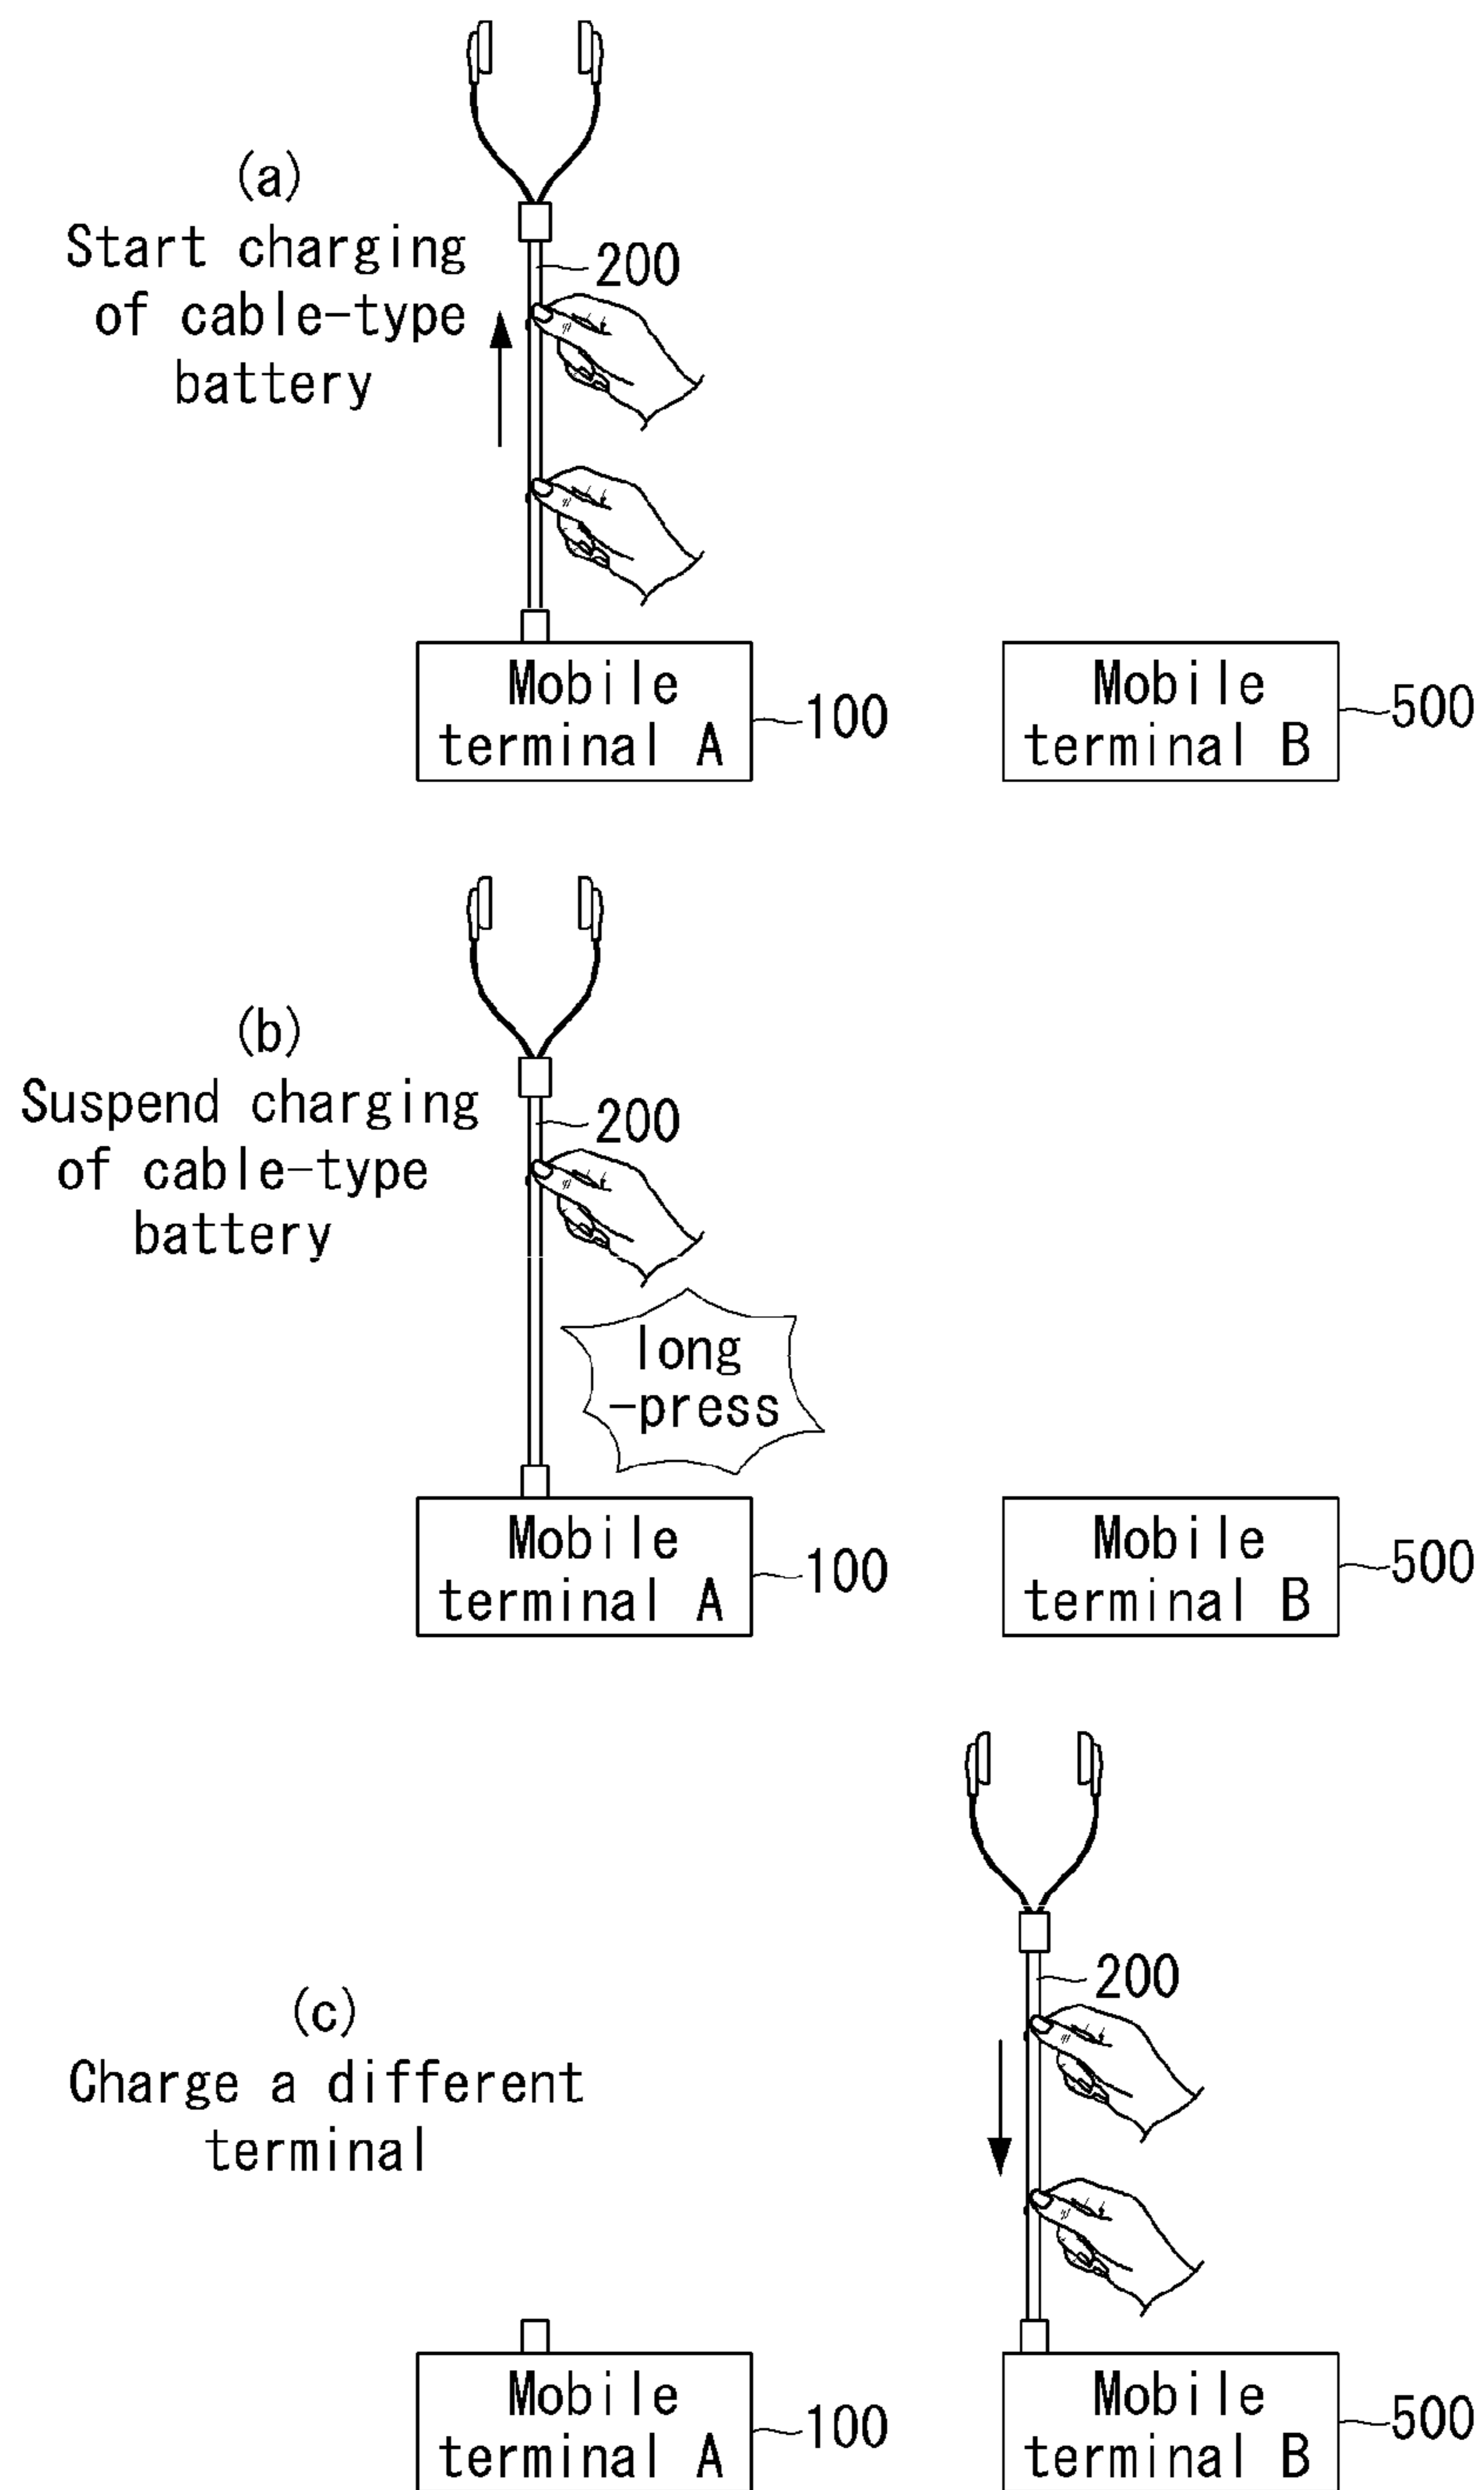 (a)
Start charging
of cable-type
battery
200
Mobile
terminal A
100
Mobile
terminal B
500
(b)
Suspend charging
of cable-type
battery
200
long
-press
Mobile
terminal A
100
Mobile
terminal B
500
(c)
Charge a different
terminal
200
Mobile
terminal A
100
Mobile
terminal B
500